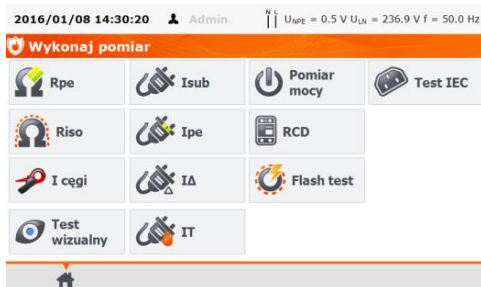 2016/01/08 14:30:20 Admin N L UNPE = 0.5 V ULN = 236.9 V f = 50.0 Hz
Wykonaj pomiar
Rpe Isub Pomiar mocy Test IEC
Riso Ipe RCD
I cęgi IΔ Flash test
Test wizualny IT